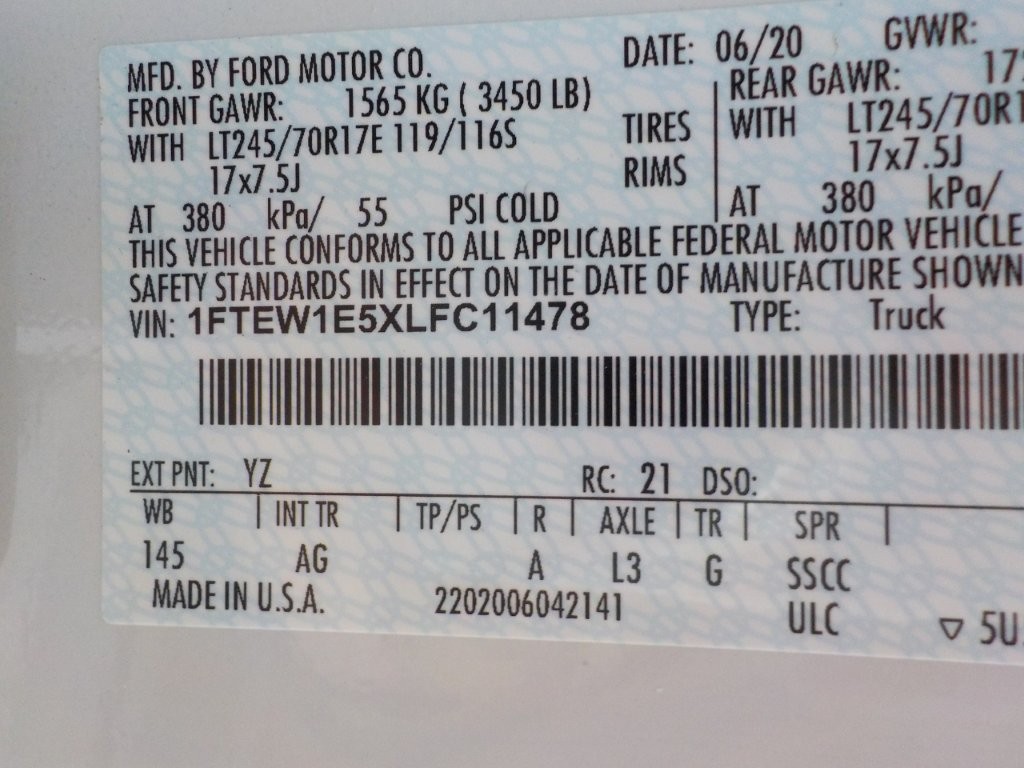 MFD. BY FORD MOTOR CO. DATE: 06/20 GVWR:
FRONT GAWR: 1565 KG ( 3450 LB) REAR GAWR: 17
WITH LT245/70R17E 119/116S TIRES WITH LT245/70R1
17x7.5J RIMS 17x7.5J
AT 380 kPa/ 55 PSI COLD AT 380 kPa/
THIS VEHICLE CONFORMS TO ALL APPLICABLE FEDERAL MOTOR VEHICLE
SAFETY STANDARDS IN EFFECT ON THE DATE OF MANUFACTURE SHOWN
VIN: 1FTEW1E5XLFC11478 TYPE: Truck
EXT PNT: YZ RC: 21 DSO:
WB | INT TR | TP/PS | R | AXLE | TR | SPR |
145 AG A L3 G SSCC
MADE IN U.S.A. 2202006042141 ULC ▽ 5U